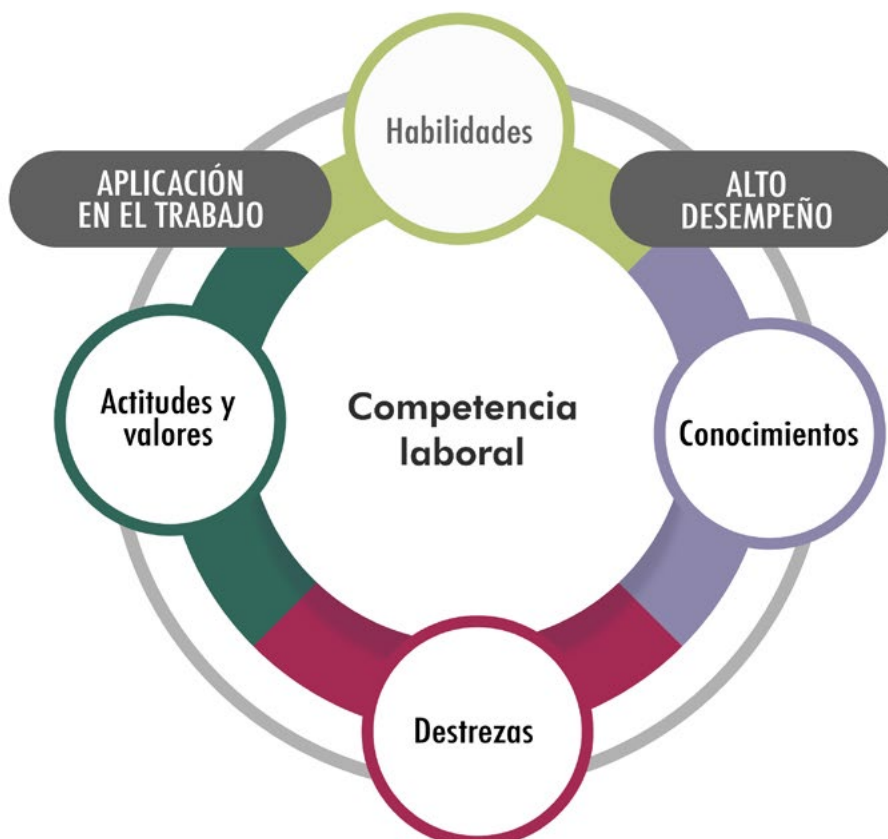 Habilidades
APLICACIÓN
EN EL TRABAJO
ALTO
DESEMPEÑO
Actitudes y
valores
Competencia
laboral
Conocimientos
Destrezas